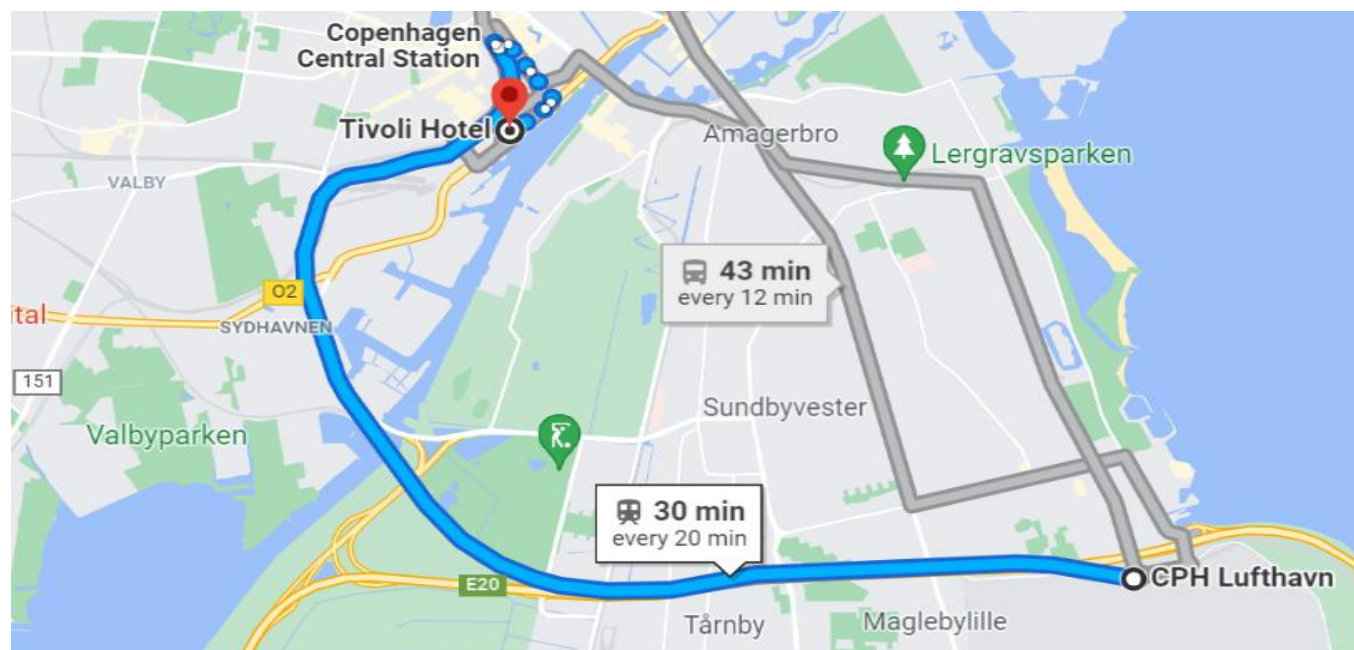 Copenhagen
Central Station
Tivoli Hotel
Amagerbro
Lergravsparken
VALBY
43 min
every 12 min
O2
SYDHAVNEN
tal
151
Sundbyvester
Valbyparken
30 min
every 20 min
E20
CPH Lufthavn
Tårnby
Maglebylille